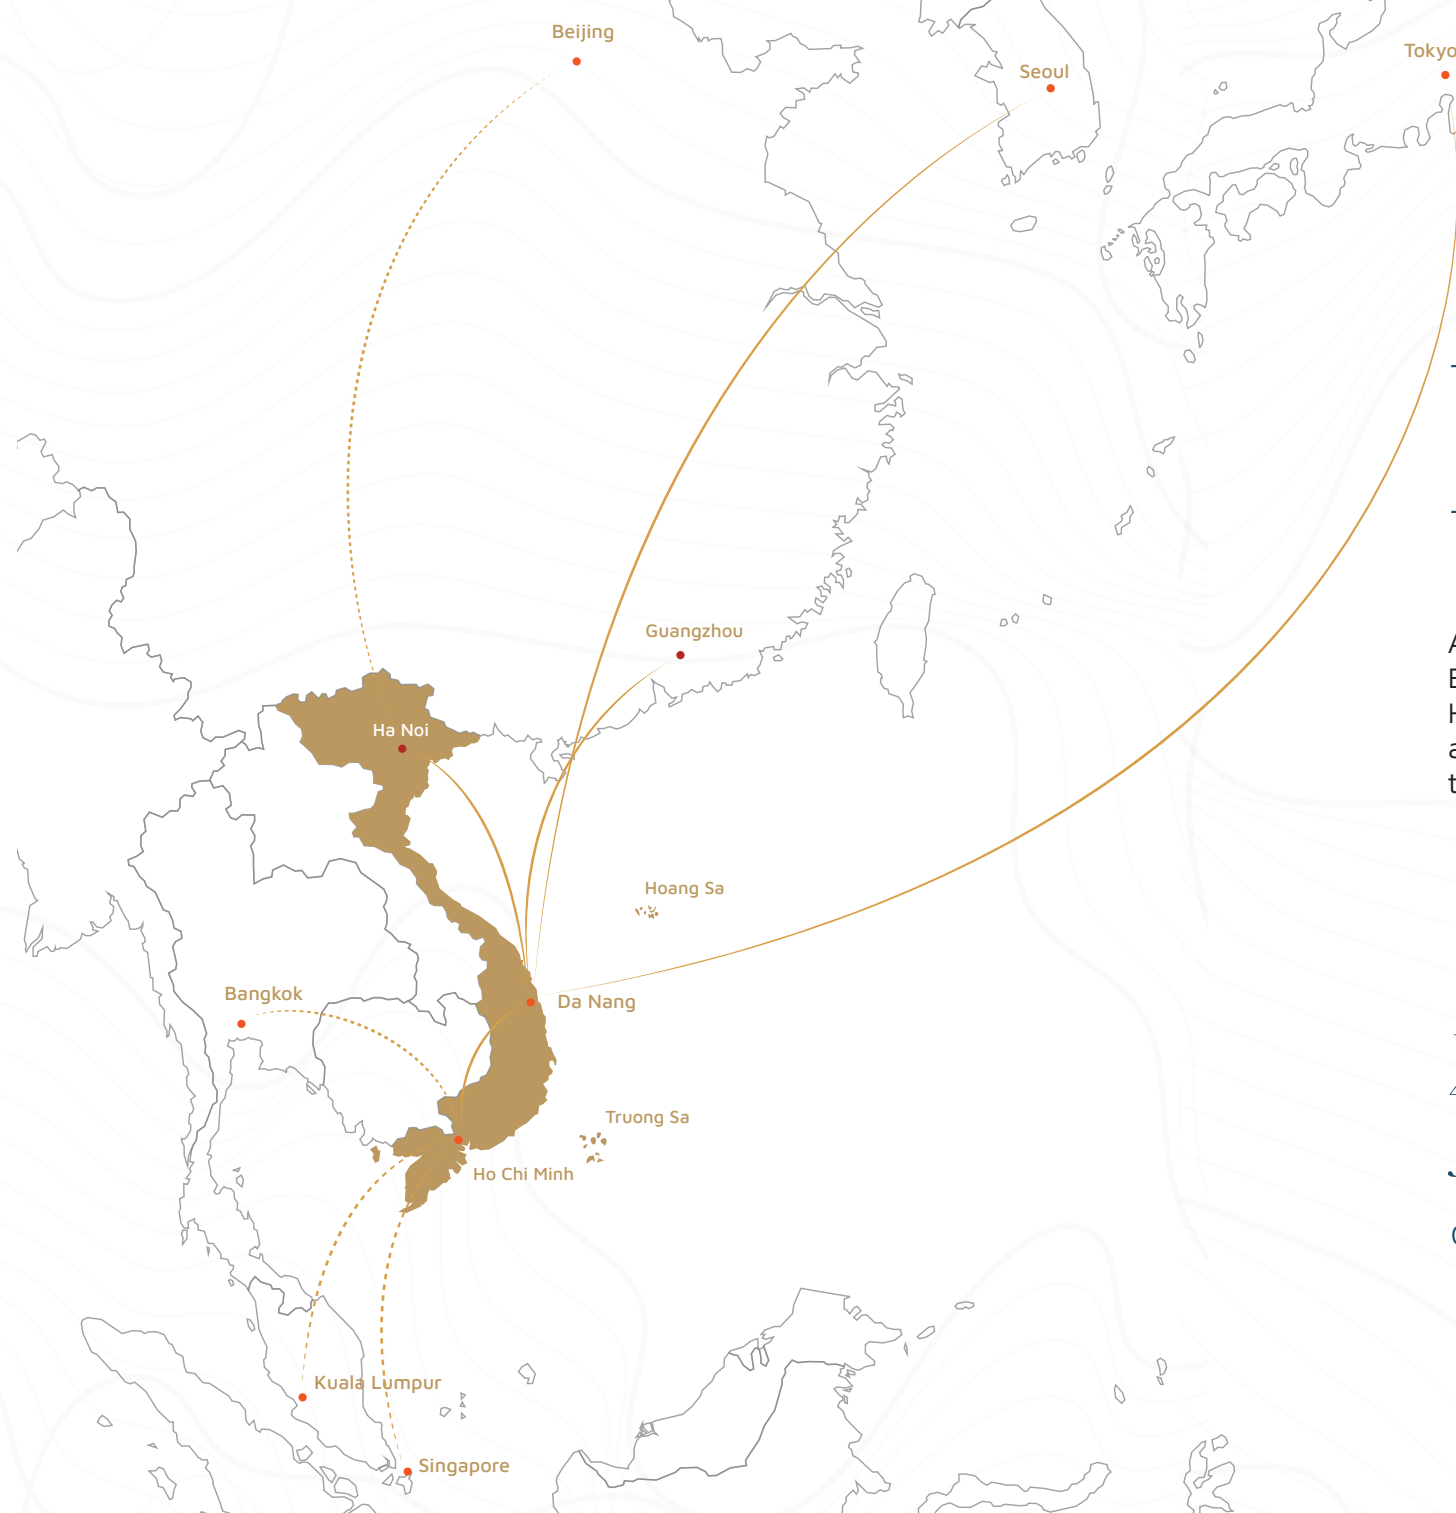 Beijing
Seoul
Tokyo
Guangzhou
Ha Noi
Hoang Sa
Bangkok
Da Nang
Truong Sa
Ho Chi Minh
Kuala Lumpur
Singapore